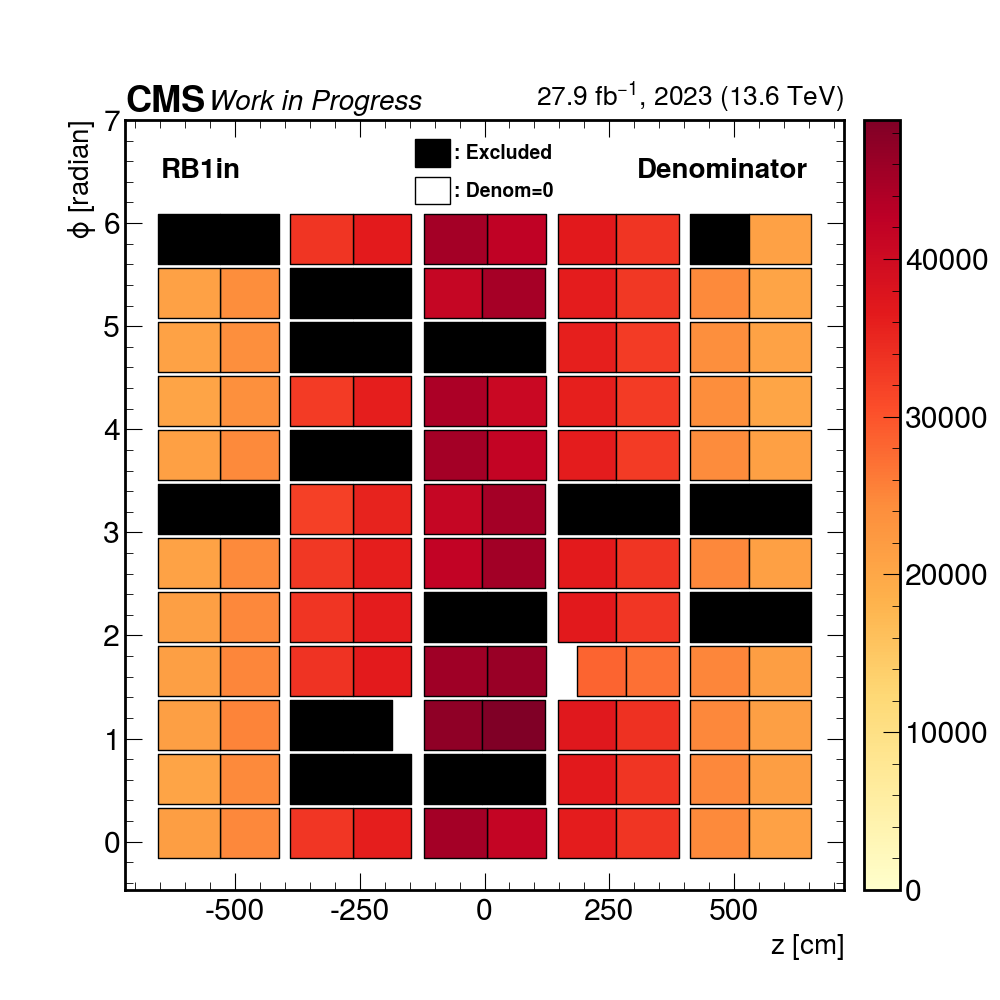 CMS Work in Progress
27.9 fb⁻¹, 2023 (13.6 TeV)
RB1in
: Excluded
: Denom=0
Denominator
ϕ [radian]
7
6
5
4
3
2
1
0
-500
-250
0
250
500
z [cm]
40000
30000
20000
10000
0